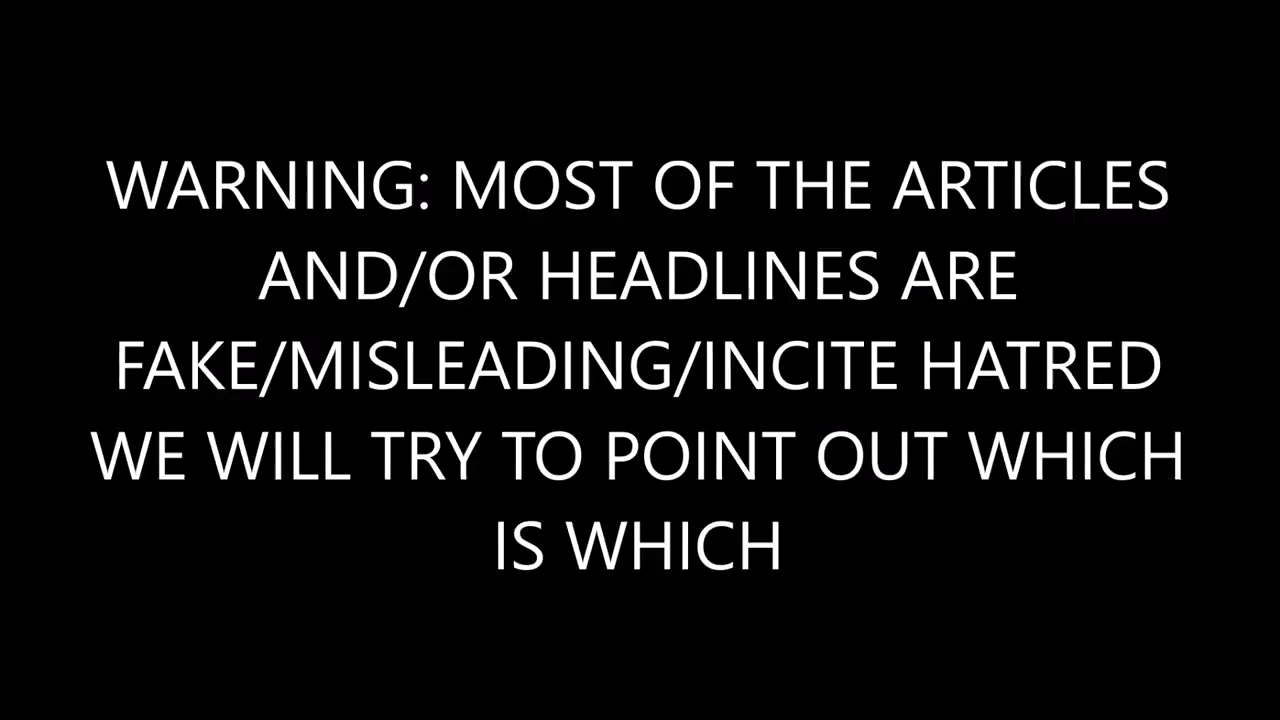 WARNING: MOST OF THE ARTICLES
AND/OR HEADLINES ARE
FAKE/MISLEADING/INCITE HATRED
WE WILL TRY TO POINT OUT WHICH
IS WHICH